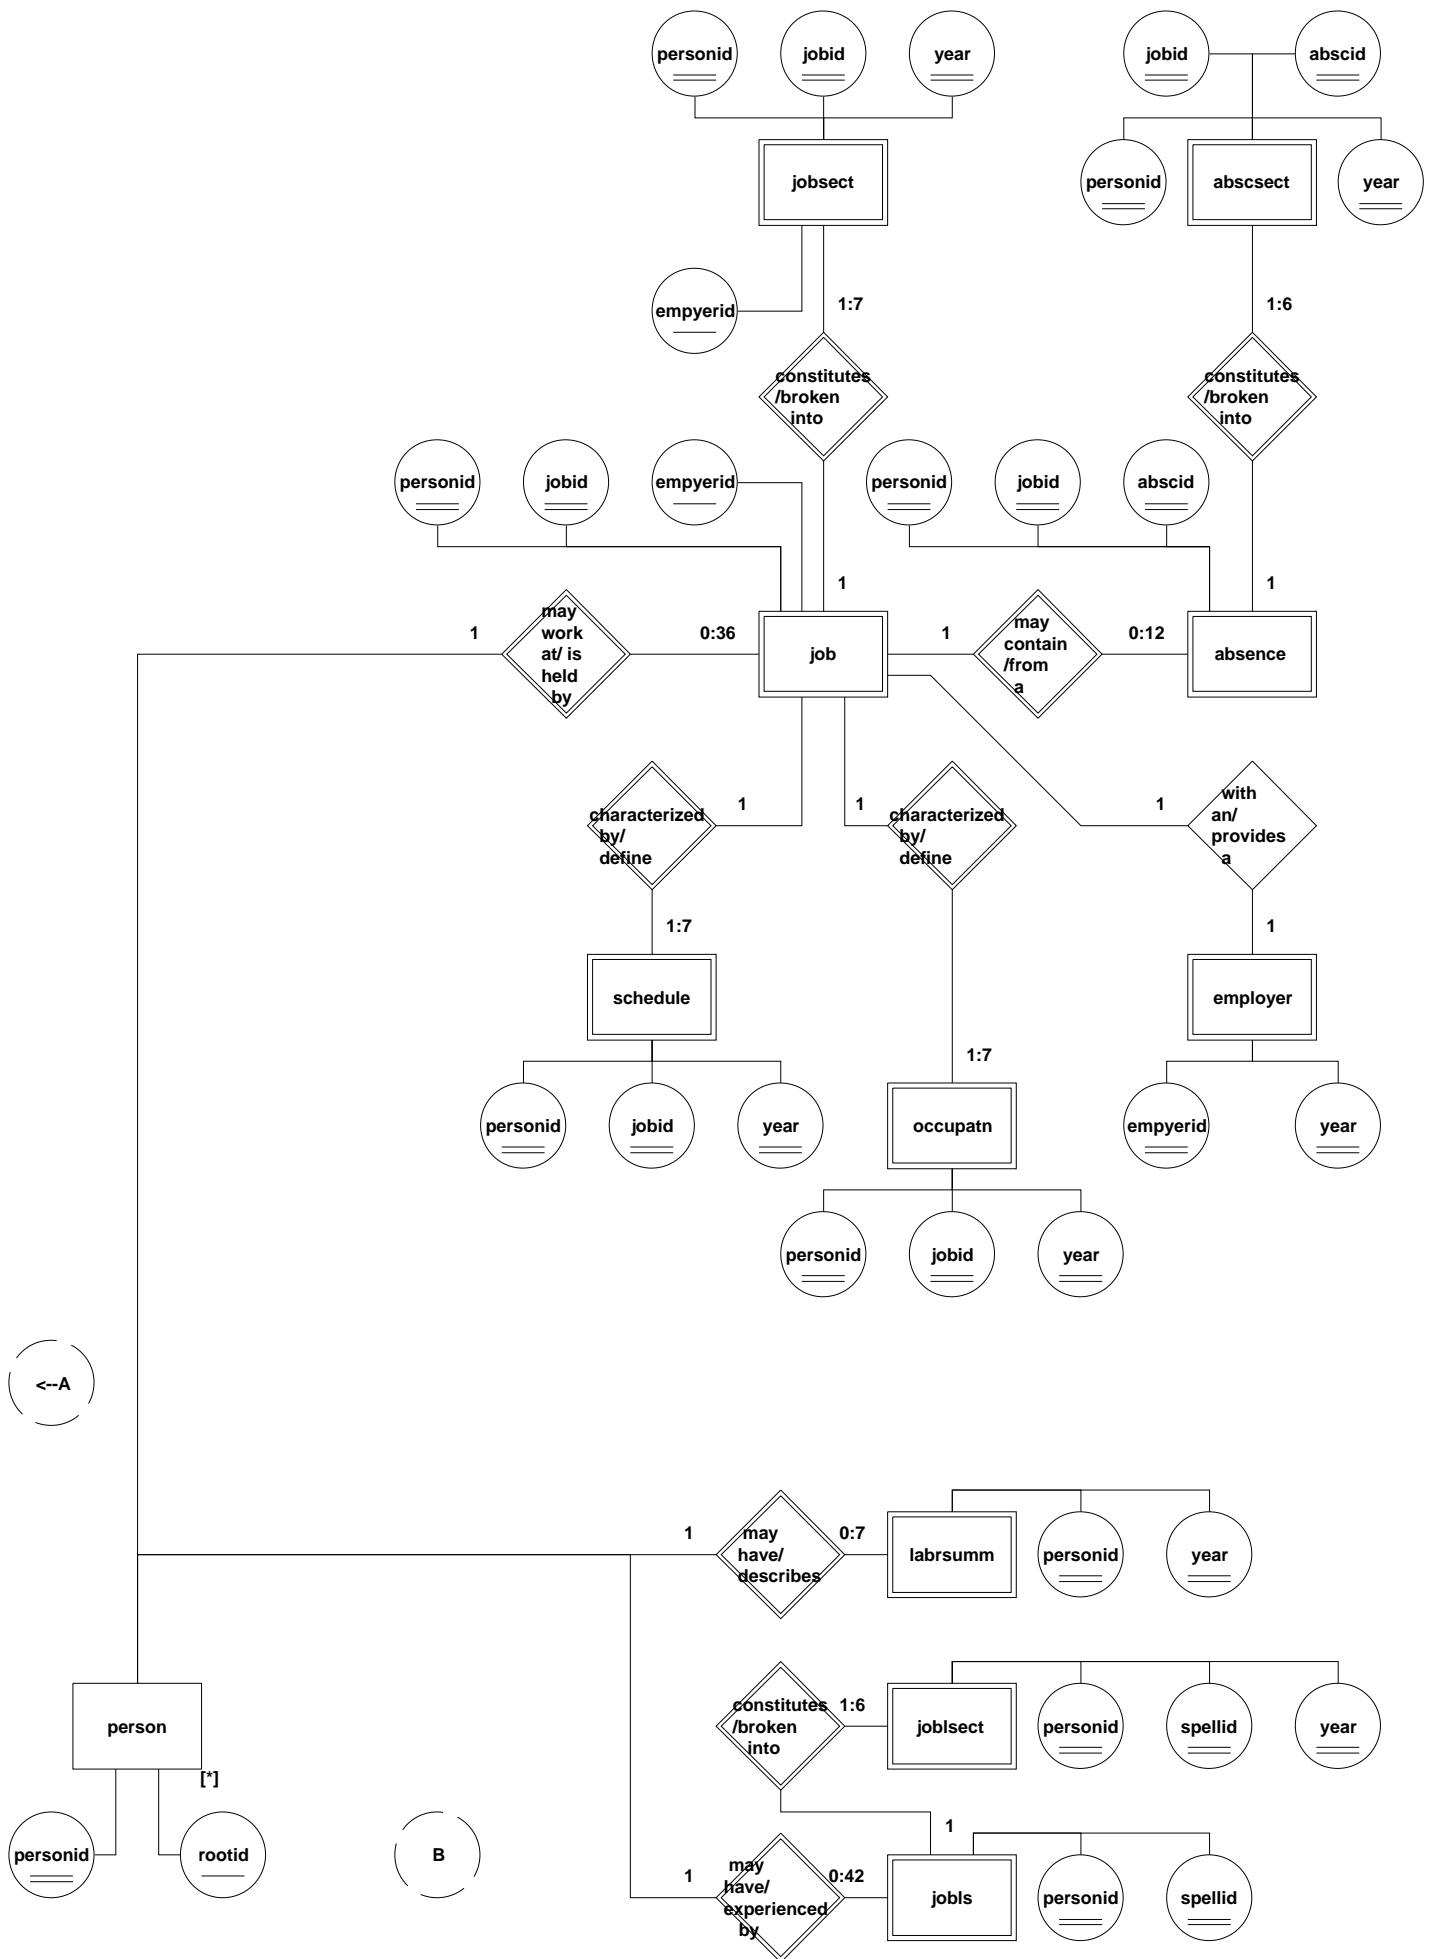 personid
jobid
year
jobid
abscid
jobsect
personid
abscsect
year
empyerid
1:7
1:6
constitutes
/broken
into
constitutes
/broken
into
personid
jobid
empyerid
personid
jobid
abscid
1
1
may
work
at/ is
held
by
1
0:36
job
1
may
contain
/from
a
0:12
absence
characterized
by/
define
1
1
characterized
by/
define
1
with
an/
provides
a
1:7
1
schedule
employer
1:7
personid
jobid
year
occupatn
empyerid
year
personid
jobid
year
<--A
1
may
have/
describes
0:7
labrsumm
personid
year
person
[*]
constitutes
/broken
into
1:6
joblsect
personid
spellid
year
personid
rootid
B
1
1
may
have/
experienced
by
0:42
jobls
personid
spellid